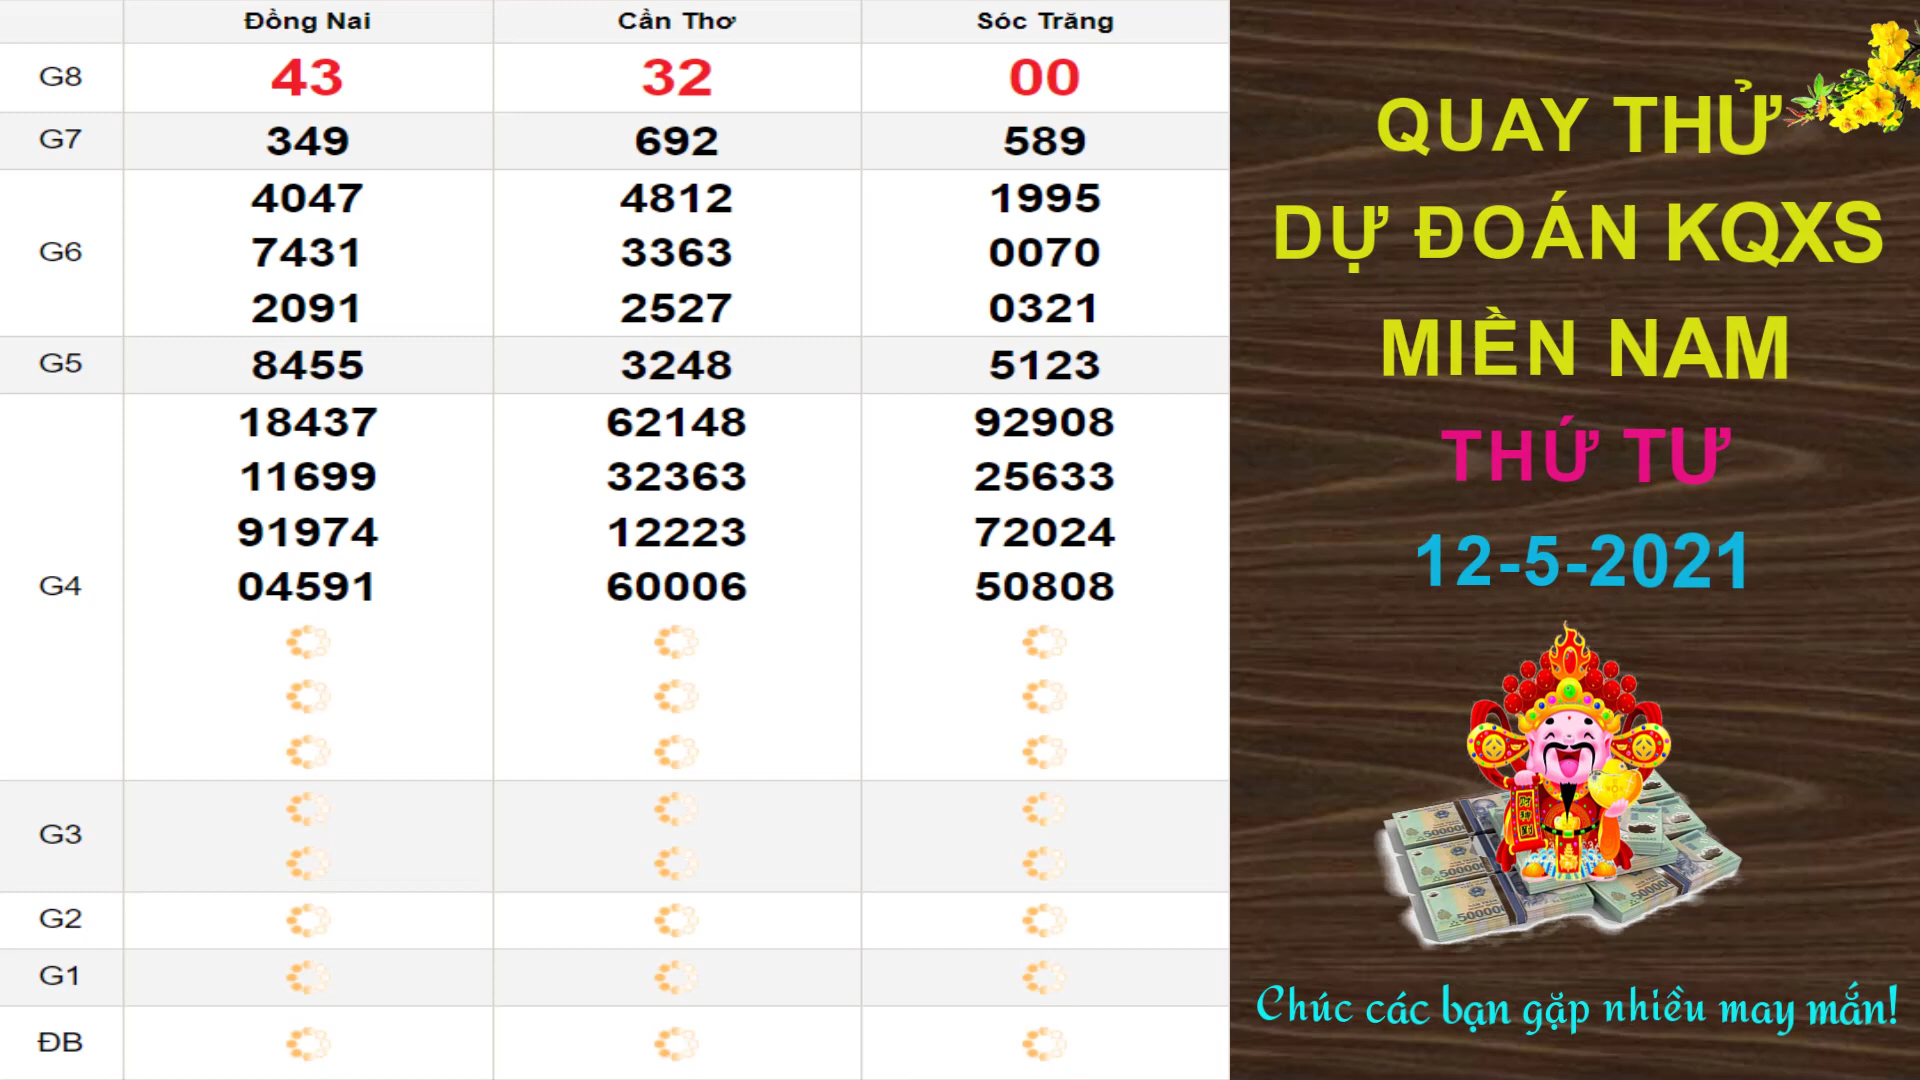 Đồng Nai Cần Thơ Sóc Trăng
G8 43 32 00
G7 349 692 589
4047 4812 1995
G6 7431 3363 0070
2091 2527 0321
G5 8455 3248 5123
18437 62148 92908
11699 32363 25633
91974 12223 72024
G4 04591 60006 50808
G3
G2
G1
ĐB
QUAY THỬ
DỰ ĐOÁN KQXS
MIỀN NAM
THỨ TƯ
12-5-2021
Chúc các bạn gặp nhiều may mắn!